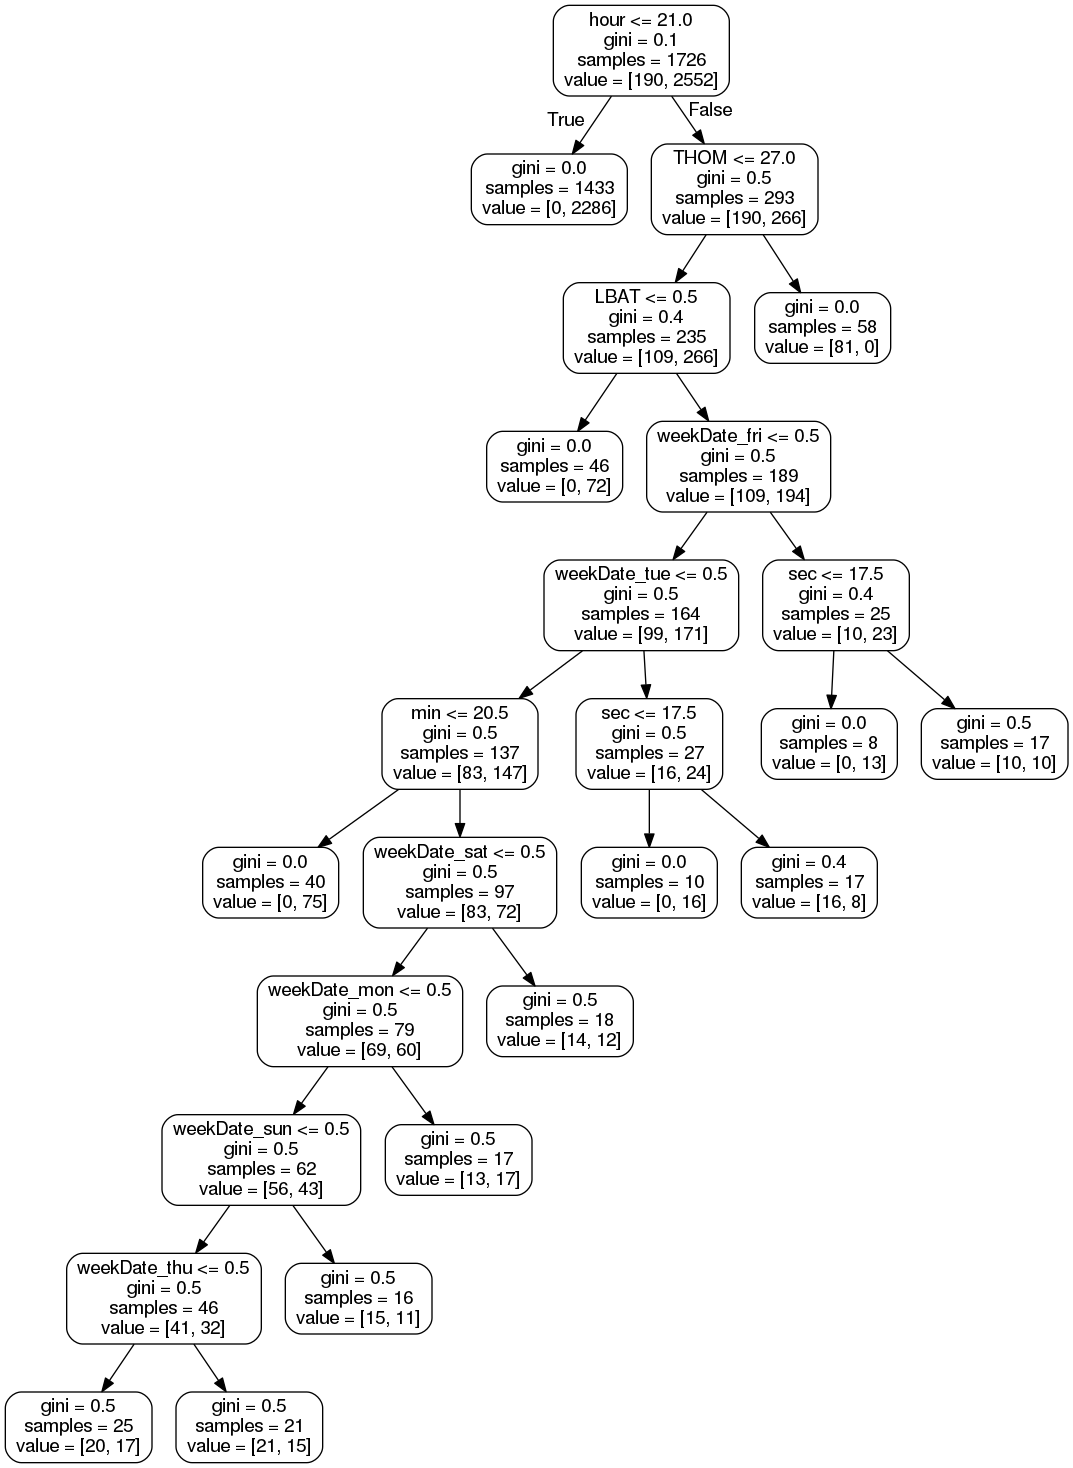 hour <= 21.0
gini = 0.1
samples = 1726
value = [190, 2552]
True
False
gini = 0.0
samples = 1433
value = [0, 2286]
THOM <= 27.0
gini = 0.5
samples = 293
value = [190, 266]
LBAT <= 0.5
gini = 0.4
samples = 235
value = [109, 266]
gini = 0.0
samples = 58
value = [81, 0]
gini = 0.0
samples = 46
value = [0, 72]
weekDate_fri <= 0.5
gini = 0.5
samples = 189
value = [109, 194]
weekDate_tue <= 0.5
gini = 0.5
samples = 164
value = [99, 171]
sec <= 17.5
gini = 0.4
samples = 25
value = [10, 23]
min <= 20.5
gini = 0.5
samples = 137
value = [83, 147]
sec <= 17.5
gini = 0.5
samples = 27
value = [16, 24]
gini = 0.0
samples = 8
value = [0, 13]
gini = 0.5
samples = 17
value = [10, 10]
gini = 0.0
samples = 40
value = [0, 75]
weekDate_sat <= 0.5
gini = 0.5
samples = 97
value = [83, 72]
gini = 0.0
samples = 10
value = [0, 16]
gini = 0.4
samples = 17
value = [16, 8]
weekDate_mon <= 0.5
gini = 0.5
samples = 79
value = [69, 60]
gini = 0.5
samples = 18
value = [14, 12]
weekDate_sun <= 0.5
gini = 0.5
samples = 62
value = [56, 43]
gini = 0.5
samples = 17
value = [13, 17]
weekDate_thu <= 0.5
gini = 0.5
samples = 46
value = [41, 32]
gini = 0.5
samples = 16
value = [15, 11]
gini = 0.5
samples = 25
value = [20, 17]
gini = 0.5
samples = 21
value = [21, 15]